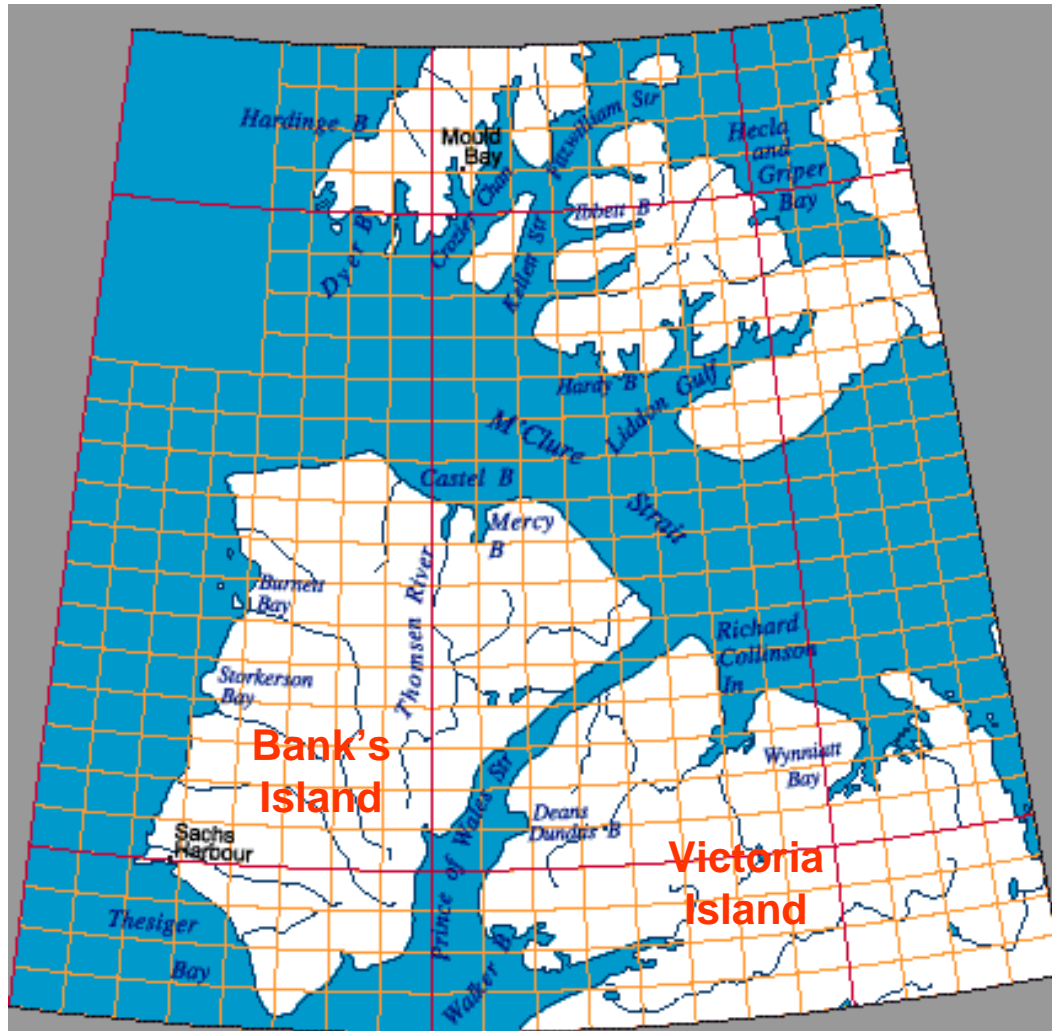 Hardinge B
Mould
Bay
Fitzwilliam Str
Hecla
and
Griper
Bay
Dyer B
Crozier Chan
Kellett Str
Ibbett B
Hardy B
Liddon Gulf
M'Clure
Strait
Castel B
Mercy
B
Burnett
Bay
Thomsen River
Storkerson
Bay
Richard
Collinson
In
Bank's
Island
Wynniatt
Bay
Prince of Wales Str
Deans
Dundas B
Sachs
Harbour
Victoria
Island
Thesiger
Bay
Walker B